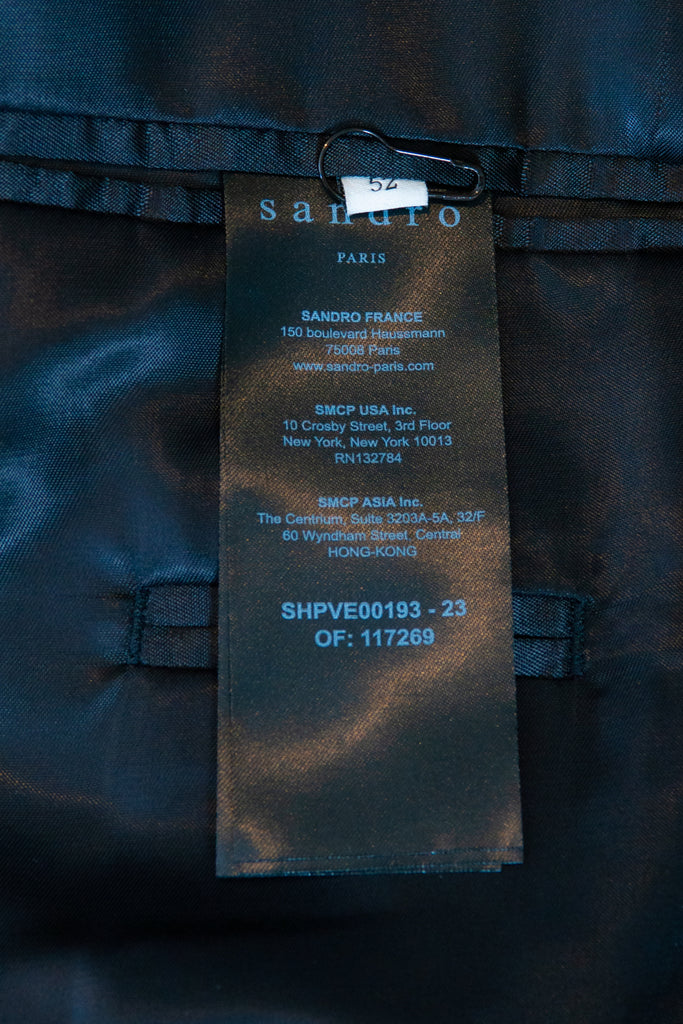 52
sandro
PARIS
SANDRO FRANCE
150 boulevard Haussmann
75008 Paris
www.sandro-paris.com
SMCP USA Inc.
10 Crosby Street, 3rd Floor
New York, New York 10013
RN132784
SMCP ASIA Inc.
The Centrium, Suite 3203A-5A, 32/F
60 Wyndham Street, Central
HONG-KONG
SHPVE00193 - 23
OF: 117269